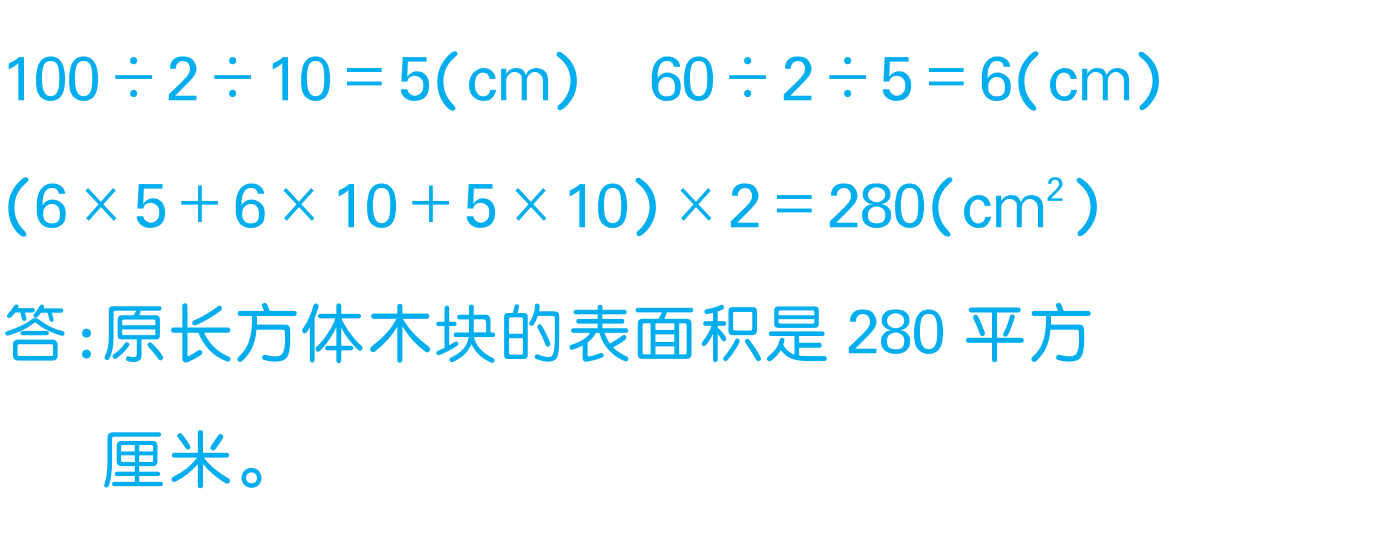 100÷2÷10=5(cm) 60÷2÷5=6(cm)
(6×5+6×10+5×10)×2=280(cm²)
答:原长方体木块的表面积是 280 平方
厘米。